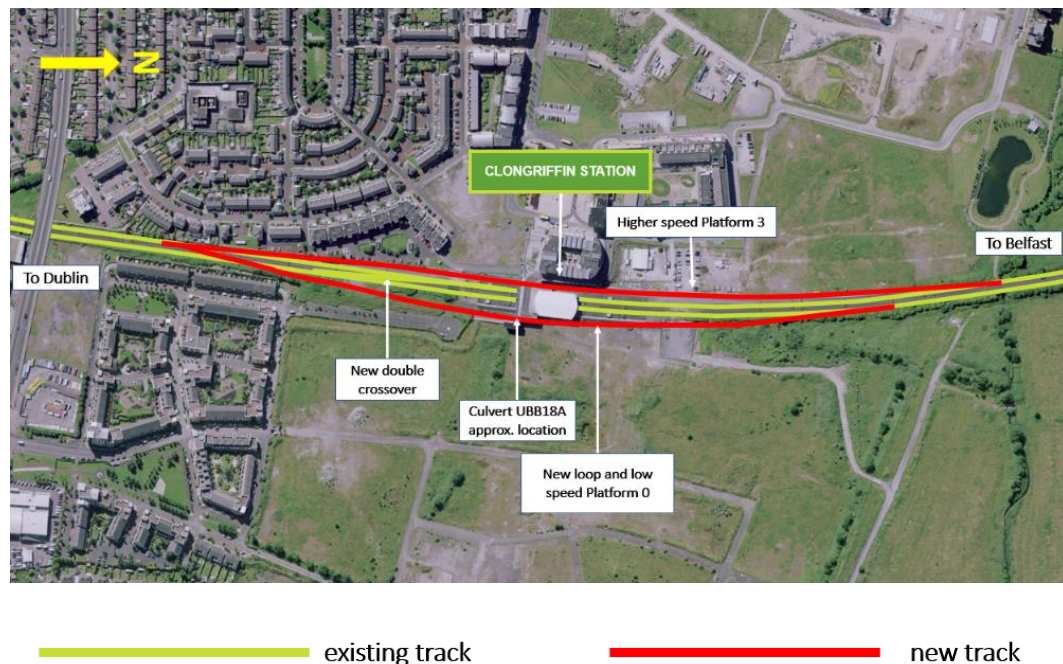 N
CLONGRIFFIN STATION
Higher speed Platform 3
To Belfast
To Dublin
New double
crossover
Culvert UBB18A
approx. location
New loop and low
speed Platform 0
existing track
new track